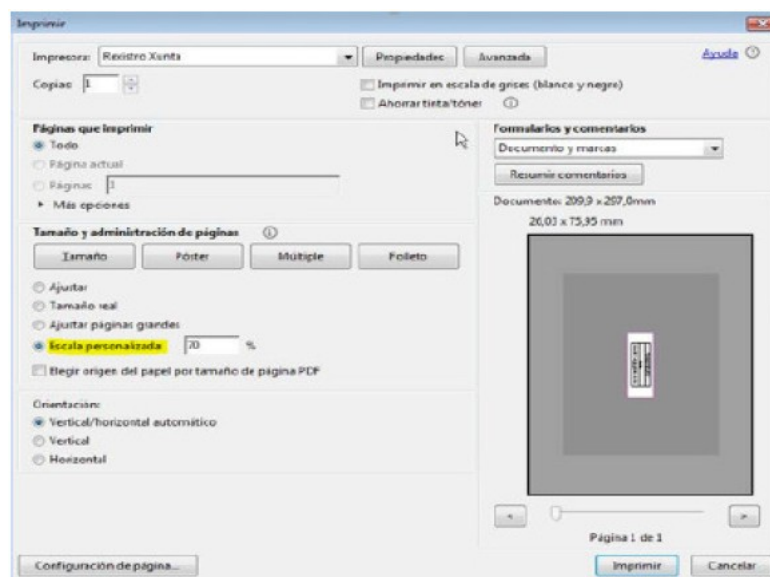 Imprimir
Impresora: Rexistro Xunta Propiedades Avanzada Ayuda
Copias: 1 Imprimir en escala de grises (blanco y negro)
Ahorrar tinta/tóner
Páginas que imprimir Formularios y comentarios
Todo Documento y marcas
Página actual
Páginas Resumir comentarios
Más opciones
Documento: 209,9 x 297,0mm
26,03 x 75,95 mm
Tamaño y administración de páginas
Tamaño Póster Múltiple Folleto
Ajustar
Tamaño real
Ajustar páginas grandes
Escala personalizada %
Elegir origen del papel por tamaño de página PDF
Orientación:
Vertical/horizontal automático
Vertical
Horizontal
< >
Página 1 de 1
Configuración de página... Imprimir Cancelar